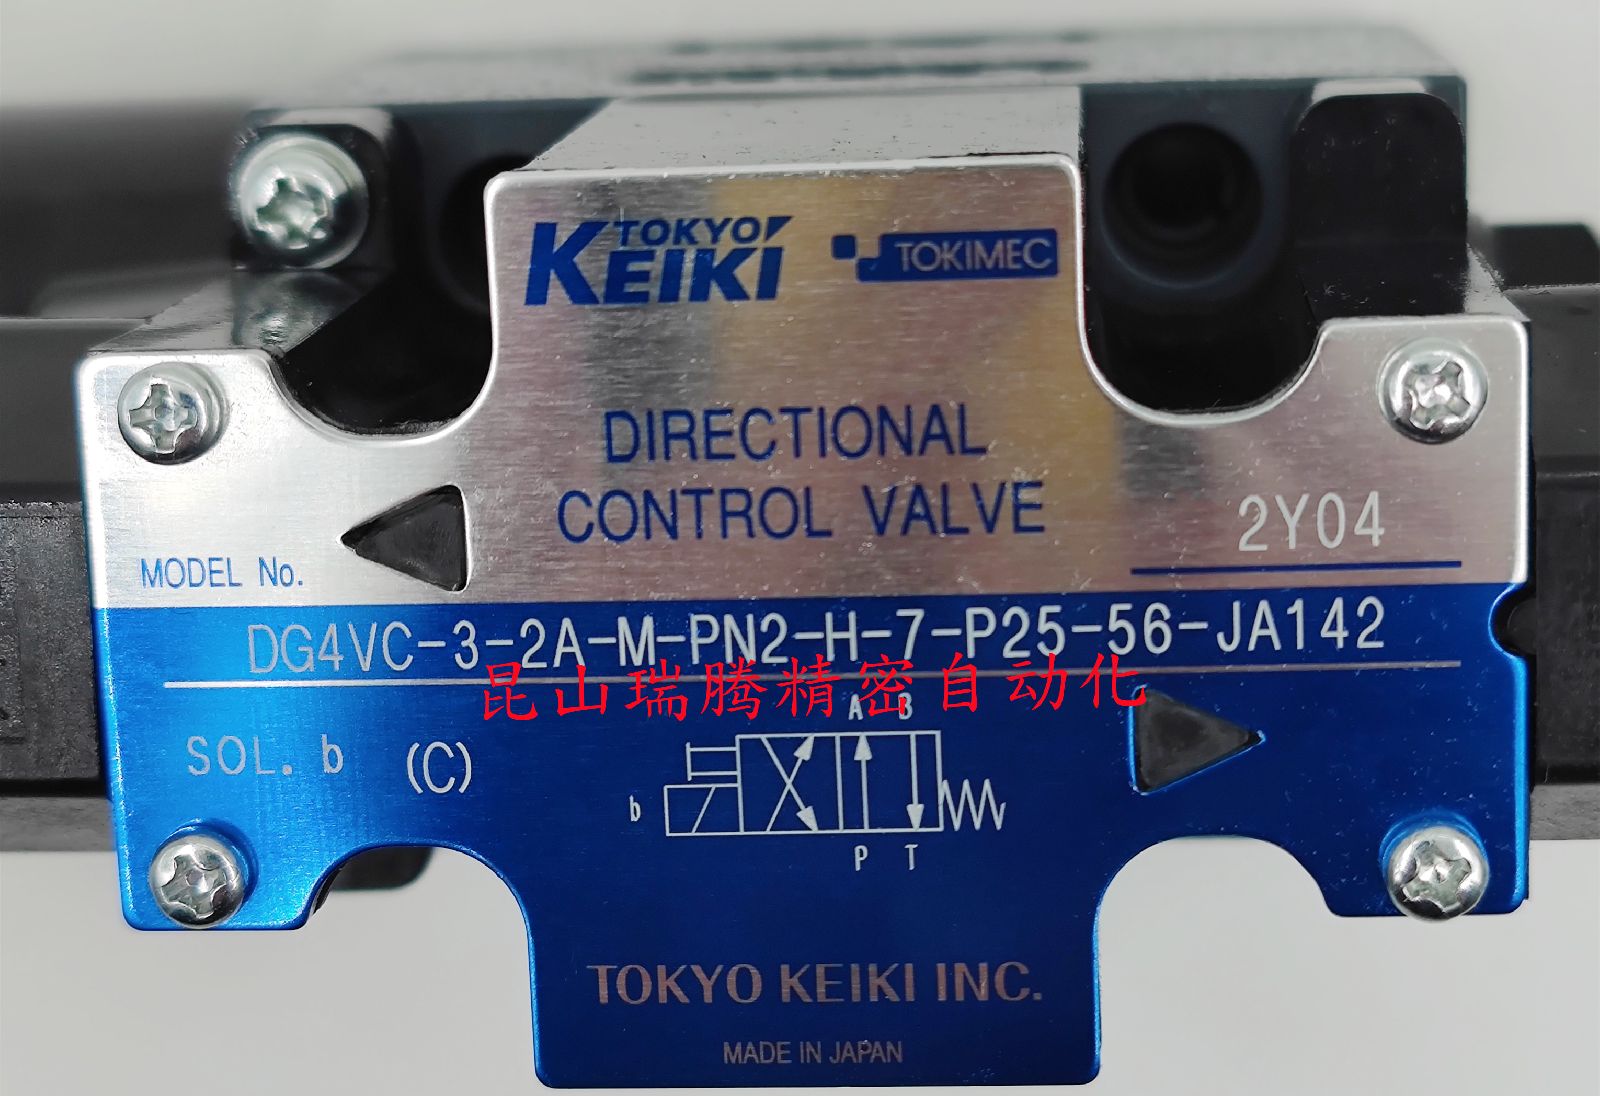 TOKYO
KEIKI
TOKIMEC
DIRECTIONAL
CONTROL VALVE
2Y04
MODEL No.
DG4VC-3-2A-M-PN2-H-7-P25-56-JA142
昆山瑞腾精密自动化
A B
SOL. b (C)
b
P T
TOKYO KEIKI INC.
MADE IN JAPAN